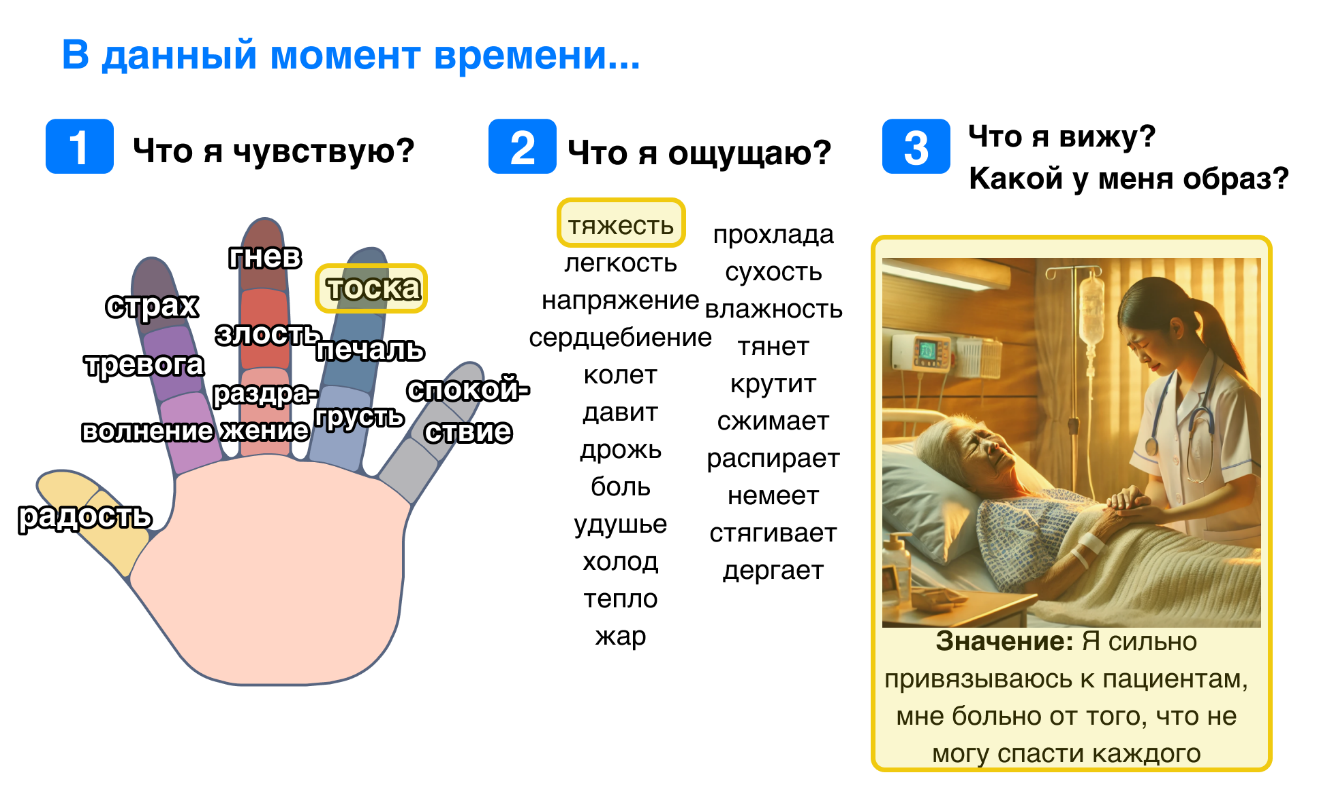 В данный момент времени...
1
Что я чувствую?
радость
страх
тревога
волнение
гнев
злость
раздра-
жение
тоска
печаль
грусть
спокой-
ствие
2
Что я ощущаю?
тяжесть
легкость
напряжение
сердцебиение
колет
давит
дрожь
боль
удушье
холод
тепло
жар
прохлада
сухость
влажность
тянет
крутит
сжимает
распирает
немеет
стягивает
дергает
3
Что я вижу?
Какой у меня образ?
Значение: Я сильно
привязываюсь к пациентам,
мне больно от того, что не
могу спасти каждого